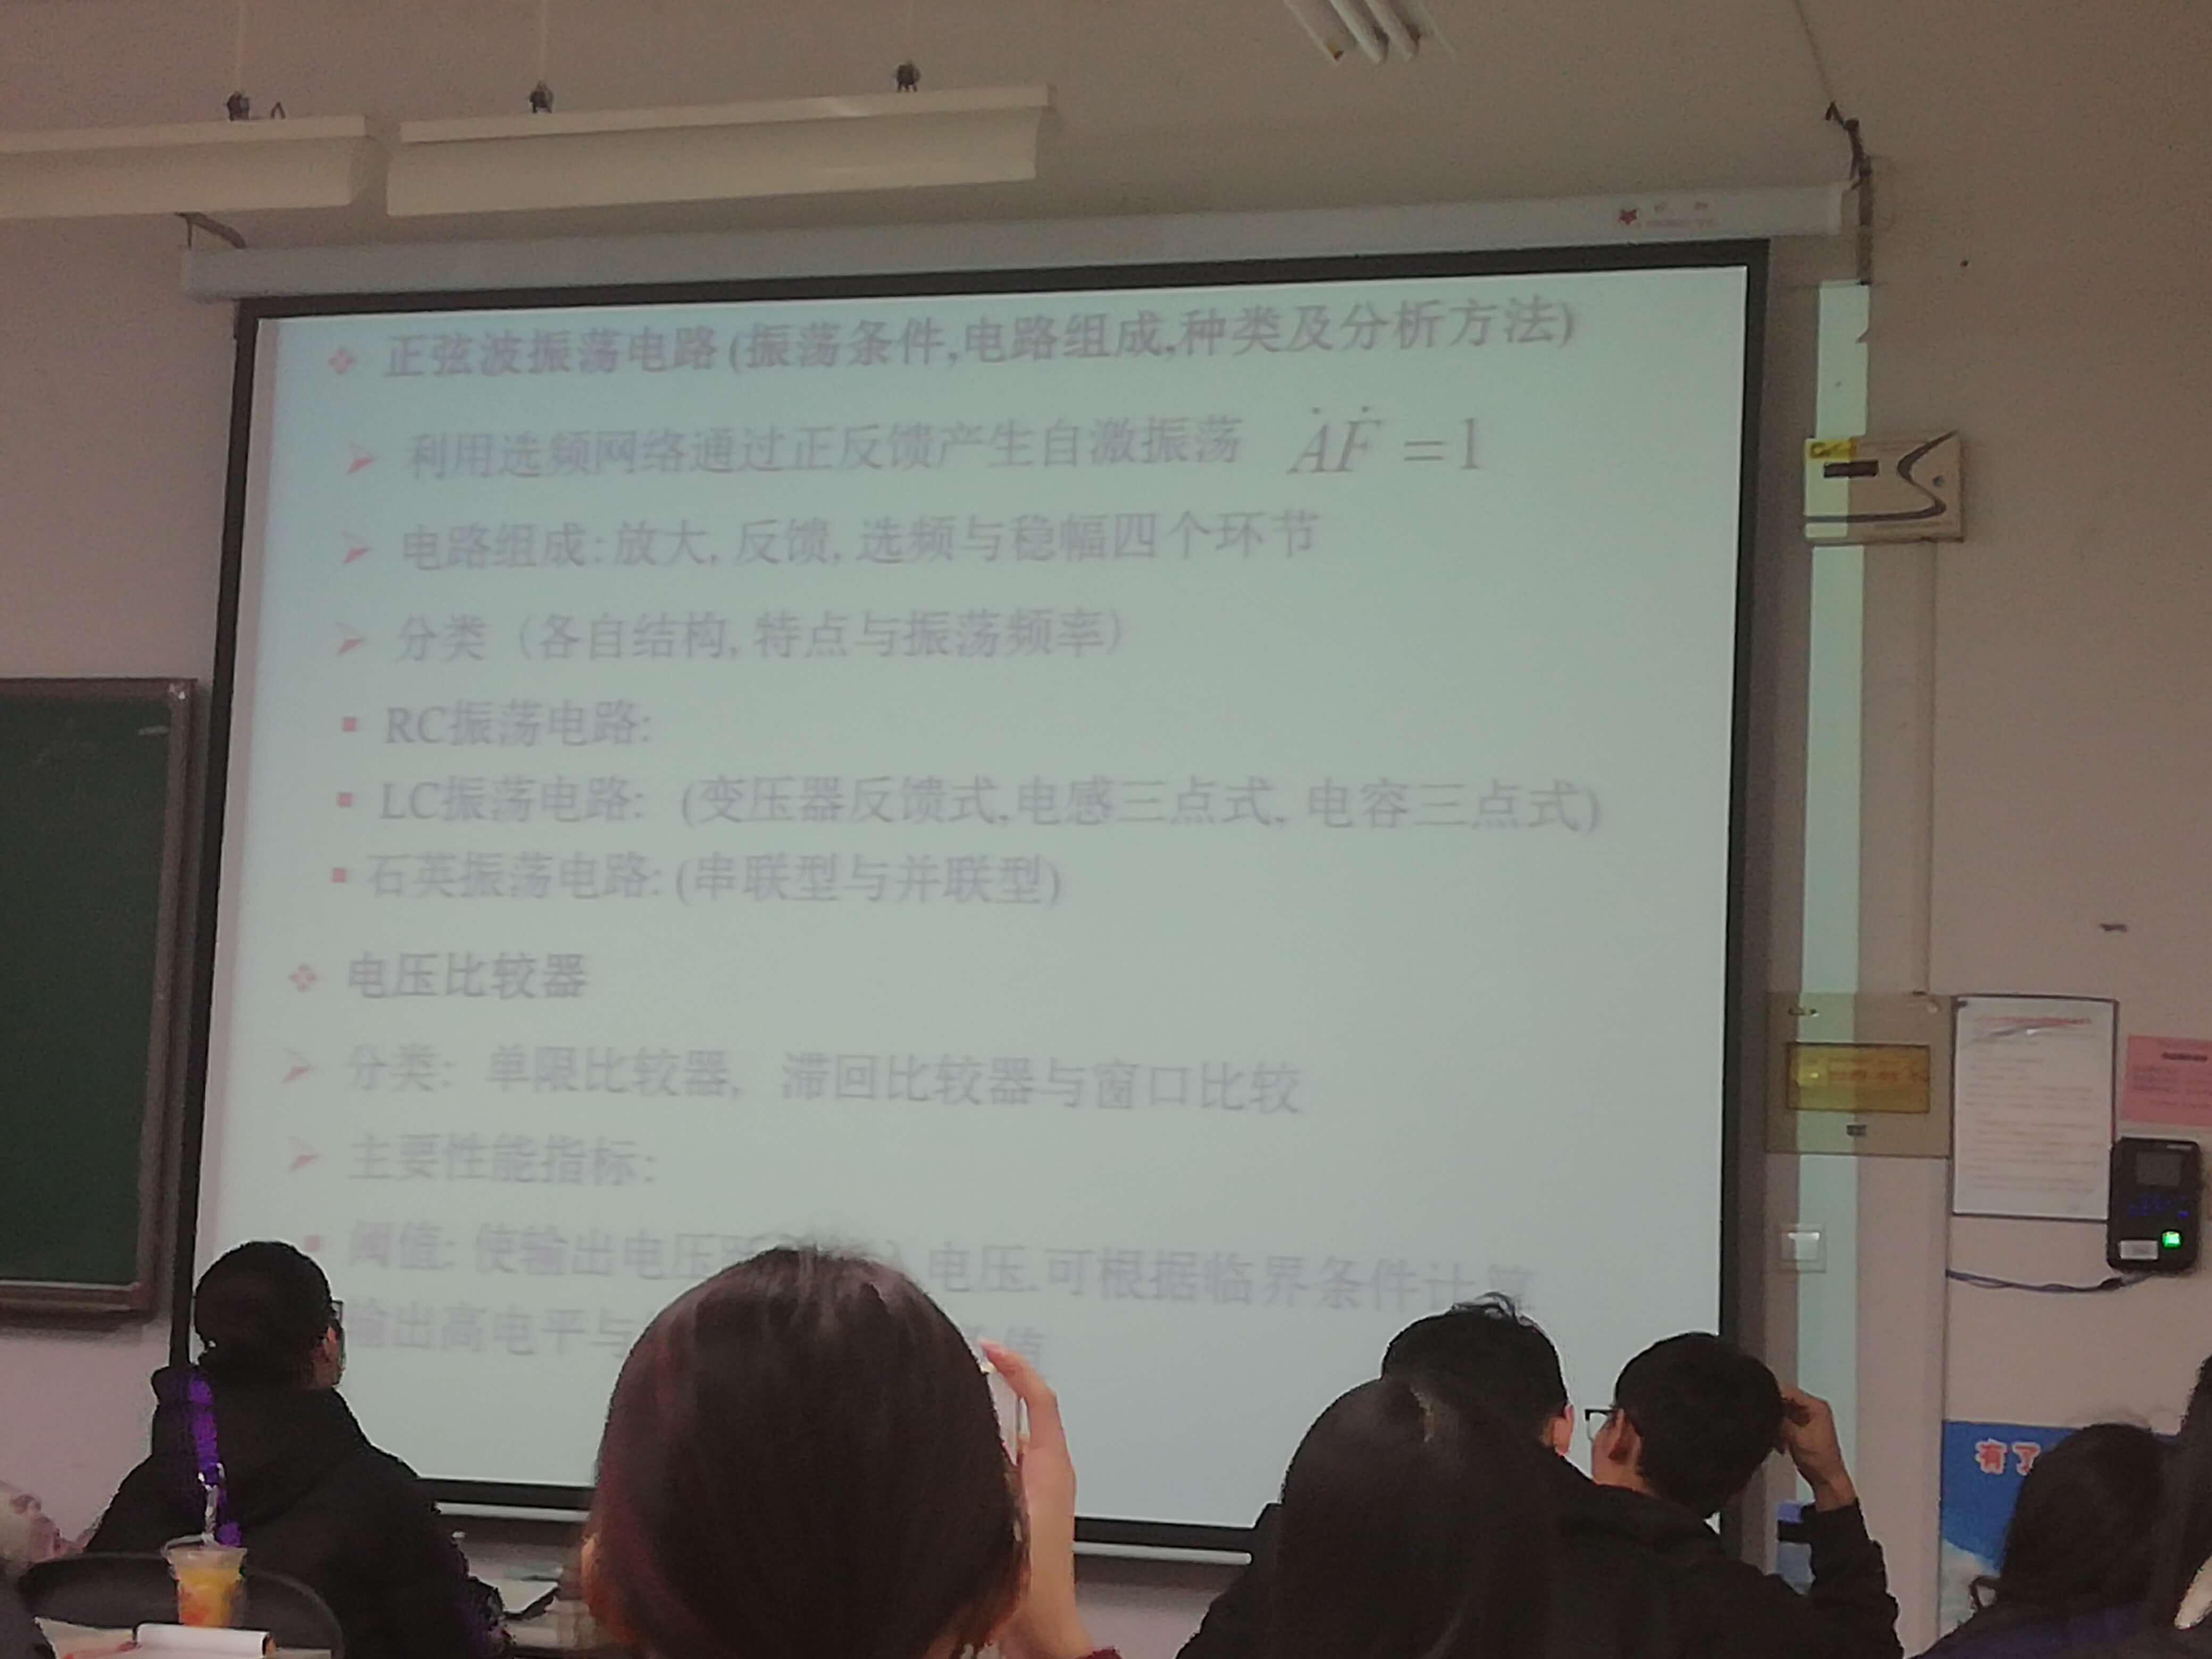 正弦波振荡电路(振荡条件,电路组成,种类及分析方法)
利用选频网络通过正反馈产生自激振荡 ȦḞ=1
电路组成:放大,反馈,选频与稳幅四个环节
分类（各自结构,特点与振荡频率）
RC振荡电路:
LC振荡电路: (变压器反馈式,电感三点式, 电容三点式)
石英振荡电路: (串联型与并联型)
电压比较器
分类: 单限比较器, 滞回比较器与窗口比较
主要性能指标:
阈值: 使输出电压 电压.可根据临界条件计算
输出高电平与 值
有了